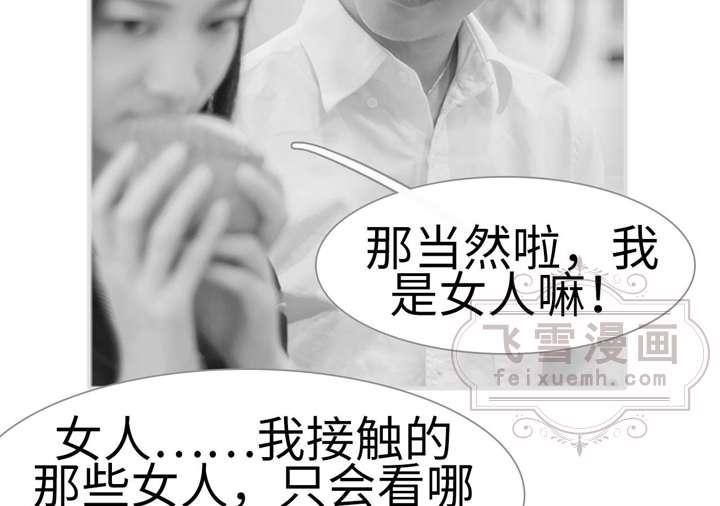 那当然啦，我
是女人嘛！
飞雪漫画
feixuemh.com
女人……我接触的
那些女人，只会看哪